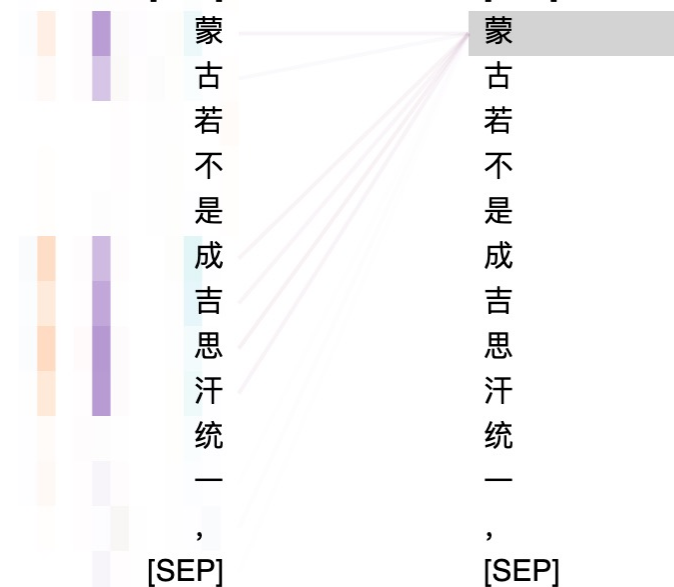 蒙 蒙
古 古
若 若
不 不
是 是
成 成
吉 吉
思 思
汗 汗
统 统
一 一
， ，
[SEP] [SEP]